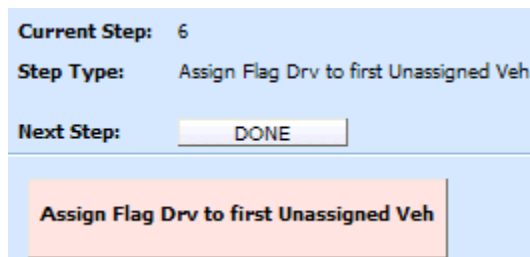 Current Step: 6
Step Type: Assign Flag Drv to first Unassigned Veh
Next Step: DONE
Assign Flag Drv to first Unassigned Veh